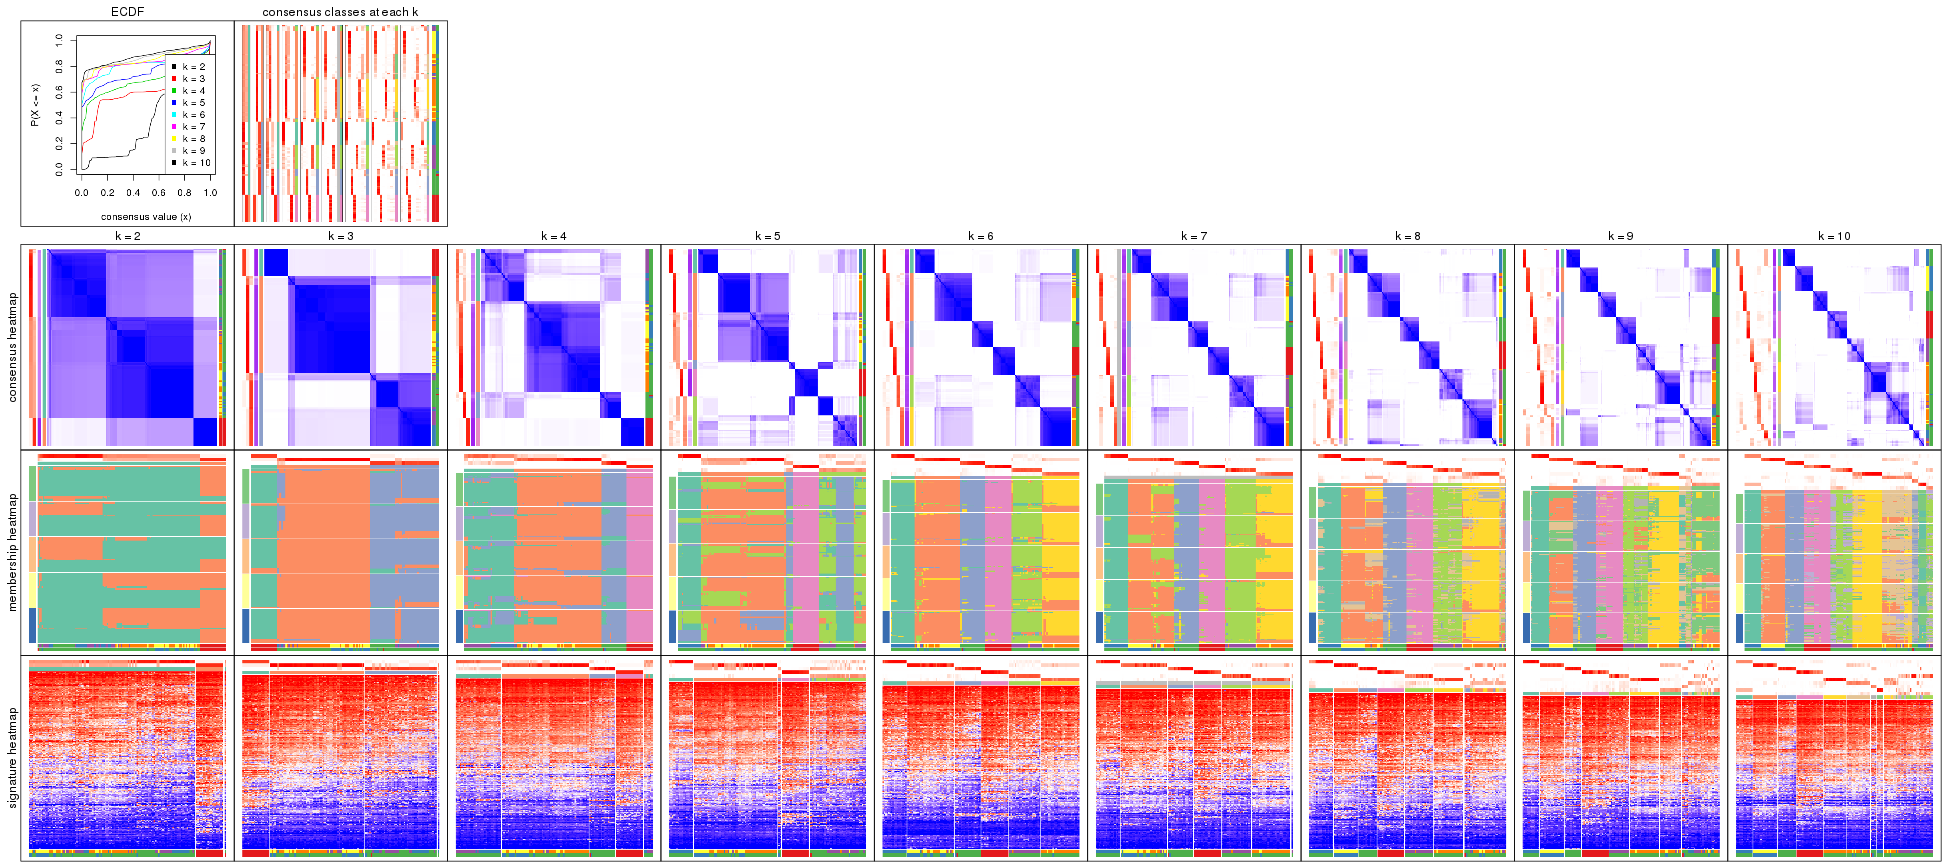 ECDF
consensus classes at each k
P(X <= x)
0.0 0.2 0.4 0.6 0.8 1.0
k = 2
k = 3
k = 4
k = 5
k = 6
k = 7
k = 8
k = 9
k = 10
0.0 0.2 0.4 0.6 0.8 1.0
consensus value (x)
k = 2 k = 3 k = 4 k = 5 k = 6 k = 7 k = 8 k = 9 k = 10
consensus heatmap
membership heatmap
signature heatmap